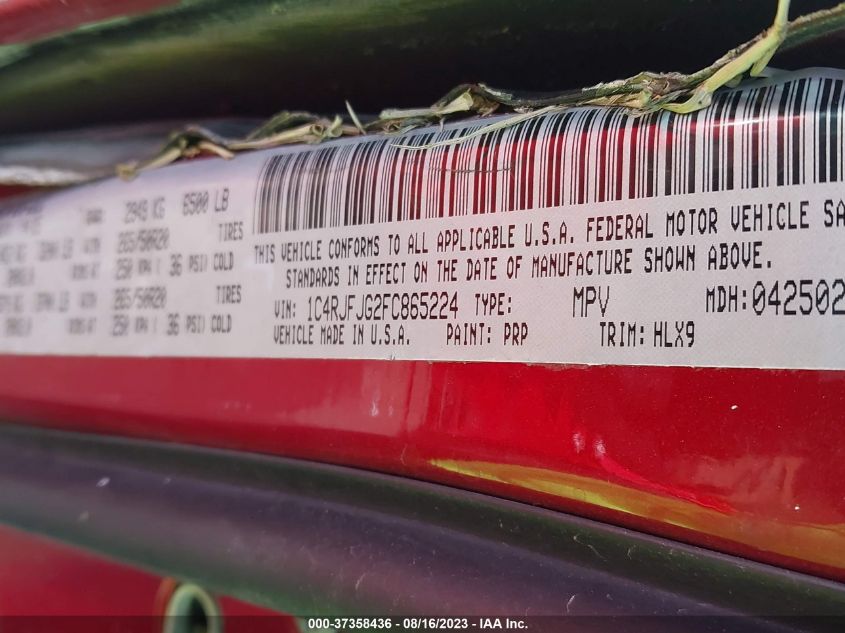 2949 KG 6500 LB
265/50R20 TIRES
250 KPA ( 36 PSI) COLD
265/50R20 TIRES
250 KPA ( 36 PSI) COLD
THIS VEHICLE CONFORMS TO ALL APPLICABLE U.S.A. FEDERAL MOTOR VEHICLE SA
STANDARDS IN EFFECT ON THE DATE OF MANUFACTURE SHOWN ABOVE.
VIN: 1C4RJFJG2FC865224 TYPE: MPV MDH:042502
VEHICLE MADE IN U.S.A. PAINT: PRP TRIM: HLX9
000-37358436 - 08/16/2023 - IAA Inc.